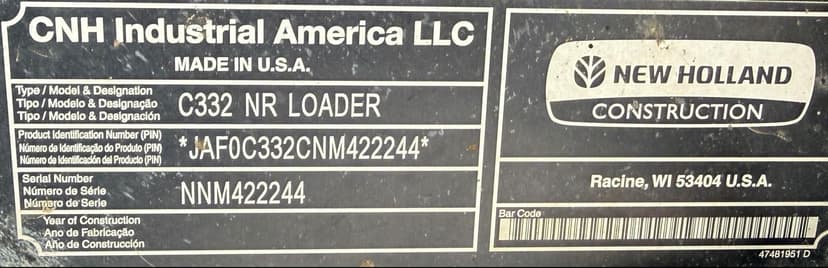 CNH Industrial America LLC
MADE IN U.S.A.
Type / Model & Designation
Tipo / Modelo & Designação
Tipo / Modelo & Designación
C332 NR LOADER
Product Identification Number (PIN)
Número de Identificação do Produto (PIN)
Número de Identificación del Producto (PIN)
*JAF0C332CNM422244*
Serial Number
Número de Série
Número de Serie
NNM422244
Year of Construction
Ano de Fabricação
Año de Construcción
NEW HOLLAND
CONSTRUCTION
Racine, WI 53404 U.S.A.
Bar Code
47481951 D